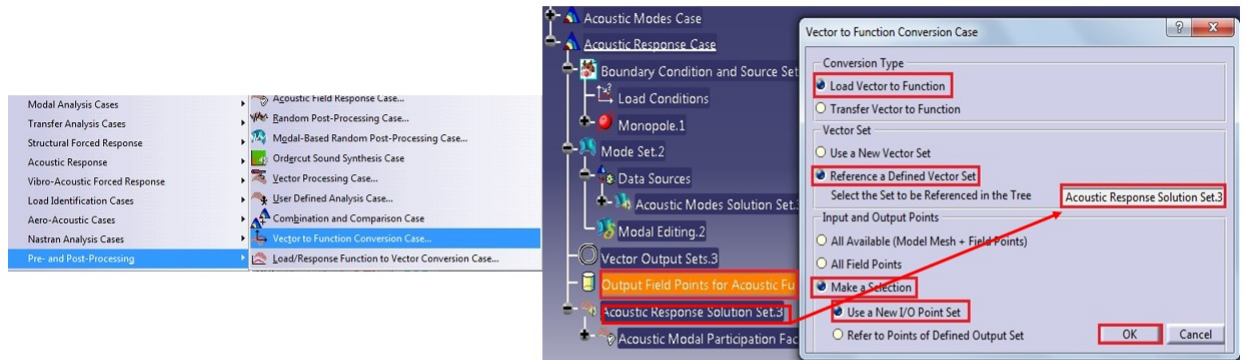 Modal Analysis Cases
Transfer Analysis Cases
Structural Forced Response
Acoustic Response
Vibro-Acoustic Forced Response
Load Identification Cases
Aero-Acoustic Cases
Nastran Analysis Cases
Pre- and Post-Processing
Acoustic Field Response Case...
Random Post-Processing Case...
Modal-Based Random Post-Processing Case...
Ordercut Sound Synthesis Case
Vector Processing Case...
User Defined Analysis Case...
Combination and Comparison Case
Vector to Function Conversion Case...
Load/Response Function to Vector Conversion Case...
Acoustic Modes Case
Acoustic Response Case
Boundary Condition and Source Set
Load Conditions
Monopole.1
Mode Set.2
Data Sources
Acoustic Modes Solution Set.
Modal Editing.2
Vector Output Sets.3
Output Field Points for Acoustic Fu
Acoustic Response Solution Set.3
Acoustic Modal Participation Fac
Vector to Function Conversion Case
Conversion Type
Load Vector to Function
Transfer Vector to Function
Vector Set
Use a New Vector Set
Reference a Defined Vector Set
Select the Set to be Referenced in the Tree
Acoustic Response Solution Set.3
Input and Output Points
All Available (Model Mesh + Field Points)
All Field Points
Make a Selection
Use a New I/O Point Set
Refer to Points of Defined Output Set
OK
Cancel